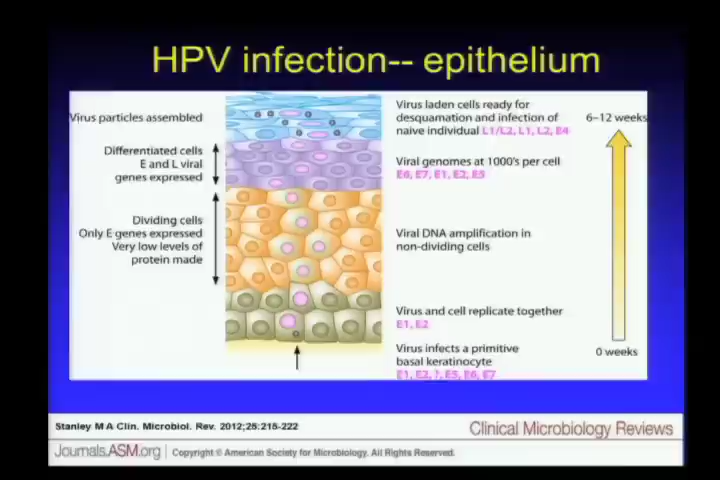 HPV infection-- epithelium
Virus particles assembled
Differentiated cells
E and L viral
genes expressed
Dividing cells
Only E genes expressed
Very low levels of
protein made
Virus laden cells ready for
desquamation and infection of
naive individual L1/L2, L1, L2, E4
Viral genomes at 1000's per cell
E6, E7, E1, E2, E5
Viral DNA amplification in
non-dividing cells
Virus and cell replicate together
E1, E2
Virus infects a primitive
basal keratinocyte
E1, E2, ?, E5, E6, E7
6–12 weeks
0 weeks
Stanley M A Clin. Microbiol. Rev. 2012;25:215-222
Clinical Microbiology Reviews
Journals.ASM.org | Copyright © American Society for Microbiology. All Rights Reserved.